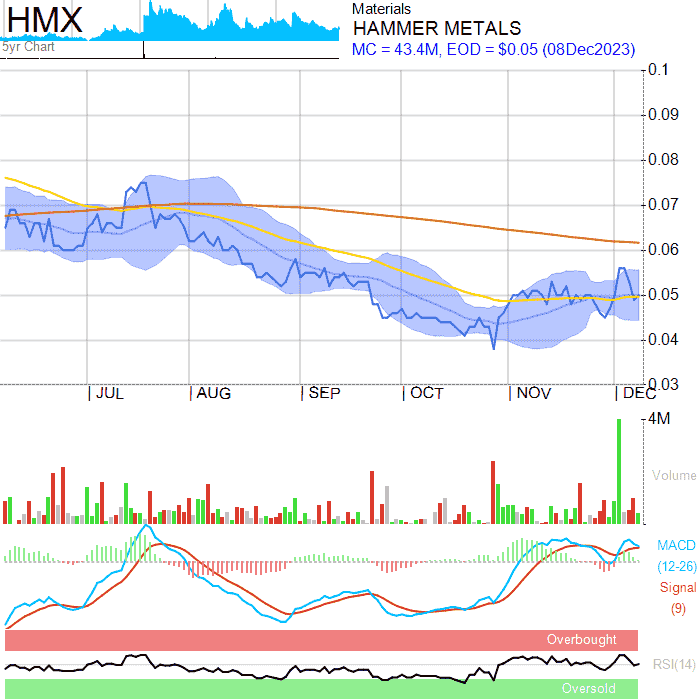 HMX
5yr Chart
Materials
HAMMER METALS
MC = 43.4M, EOD = $0.05 (08Dec2023)
0.1
0.09
0.08
0.07
0.06
0.05
0.04
0.03
JUL AUG SEP OCT NOV DEC
4M
Volume
MACD
(12-26)
Signal
(9)
Overbought
RSI(14)
Oversold